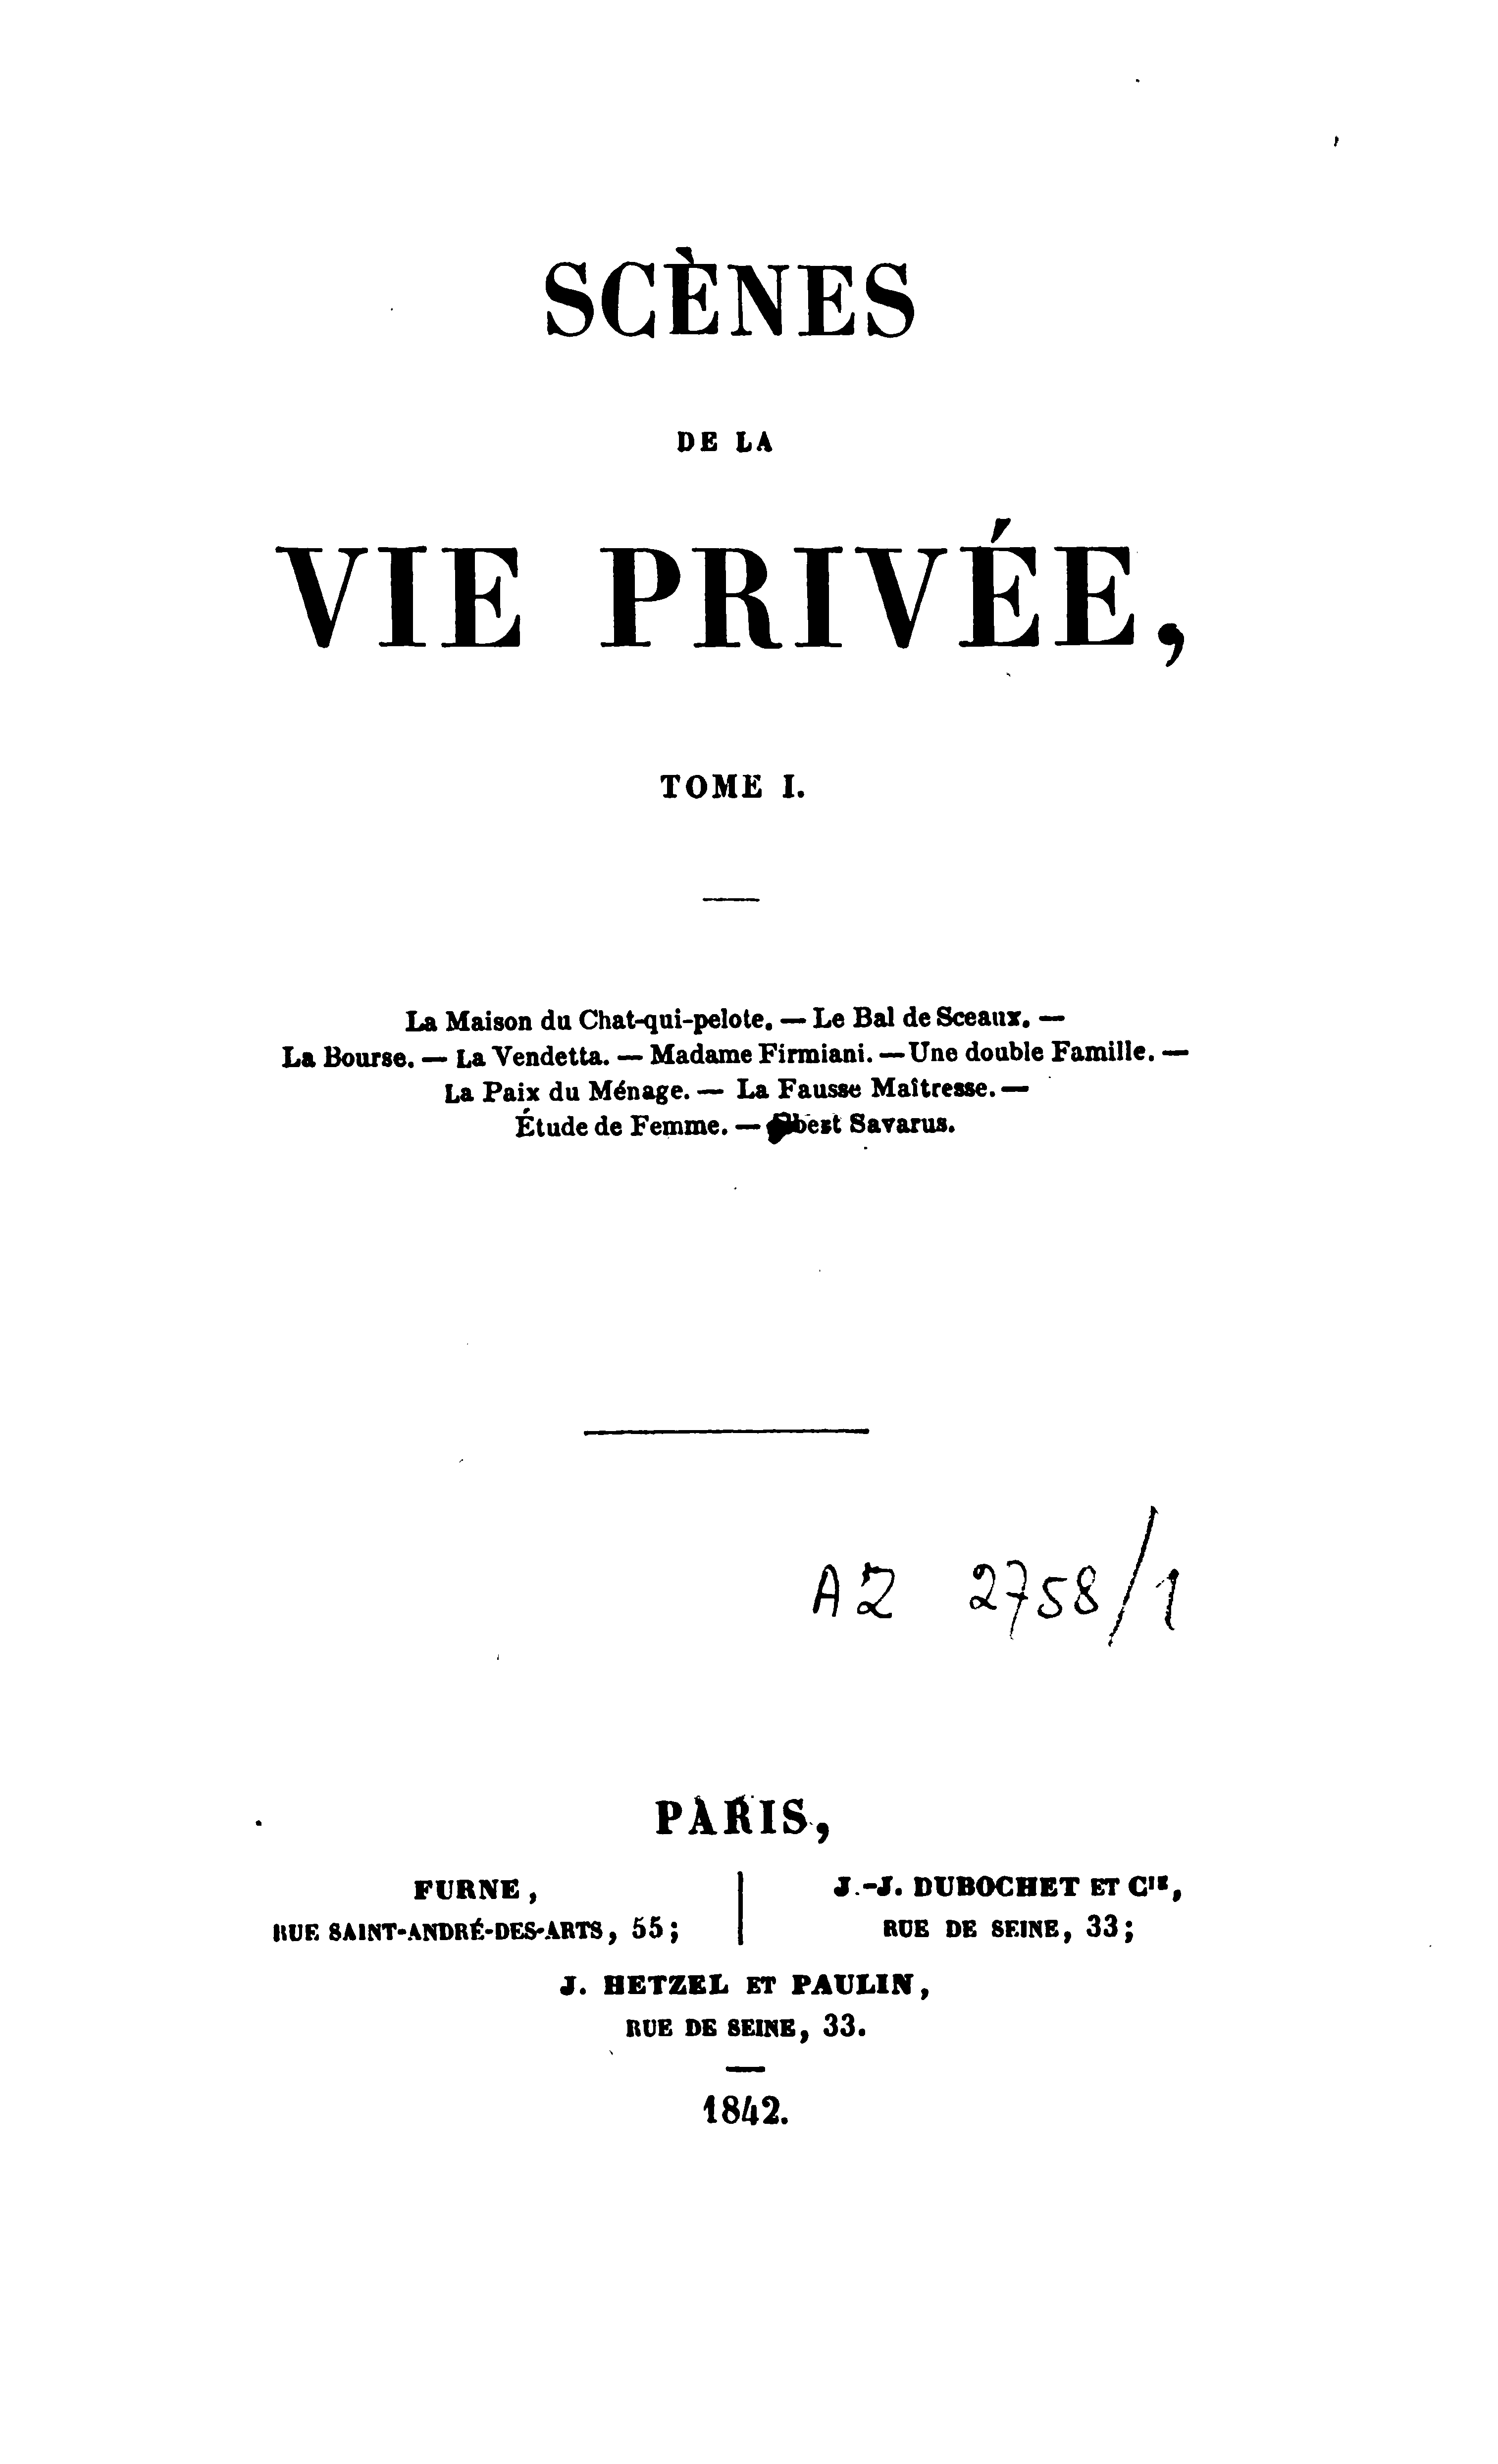 SCÈNES
DE LA
VIE PRIVÉE,
TOME I.
La Maison du Chat-qui-pelote. — Le Bal de Sceaux. —
La Bourse. — La Vendetta. — Madame Firmiani. — Une double Famille. —
La Paix du Ménage. — La Fausse Maîtresse. —
Étude de Femme. — Savarus.
AZ 2758/1
PARIS,
FURNE,
RUE SAINT-ANDRÉ-DES-ARTS, 55;
J.-J. DUBOCHET ET Cie,
RUE DE SEINE, 33;
J. HETZEL ET PAULIN,
RUE DE SEINE, 33.
1842.